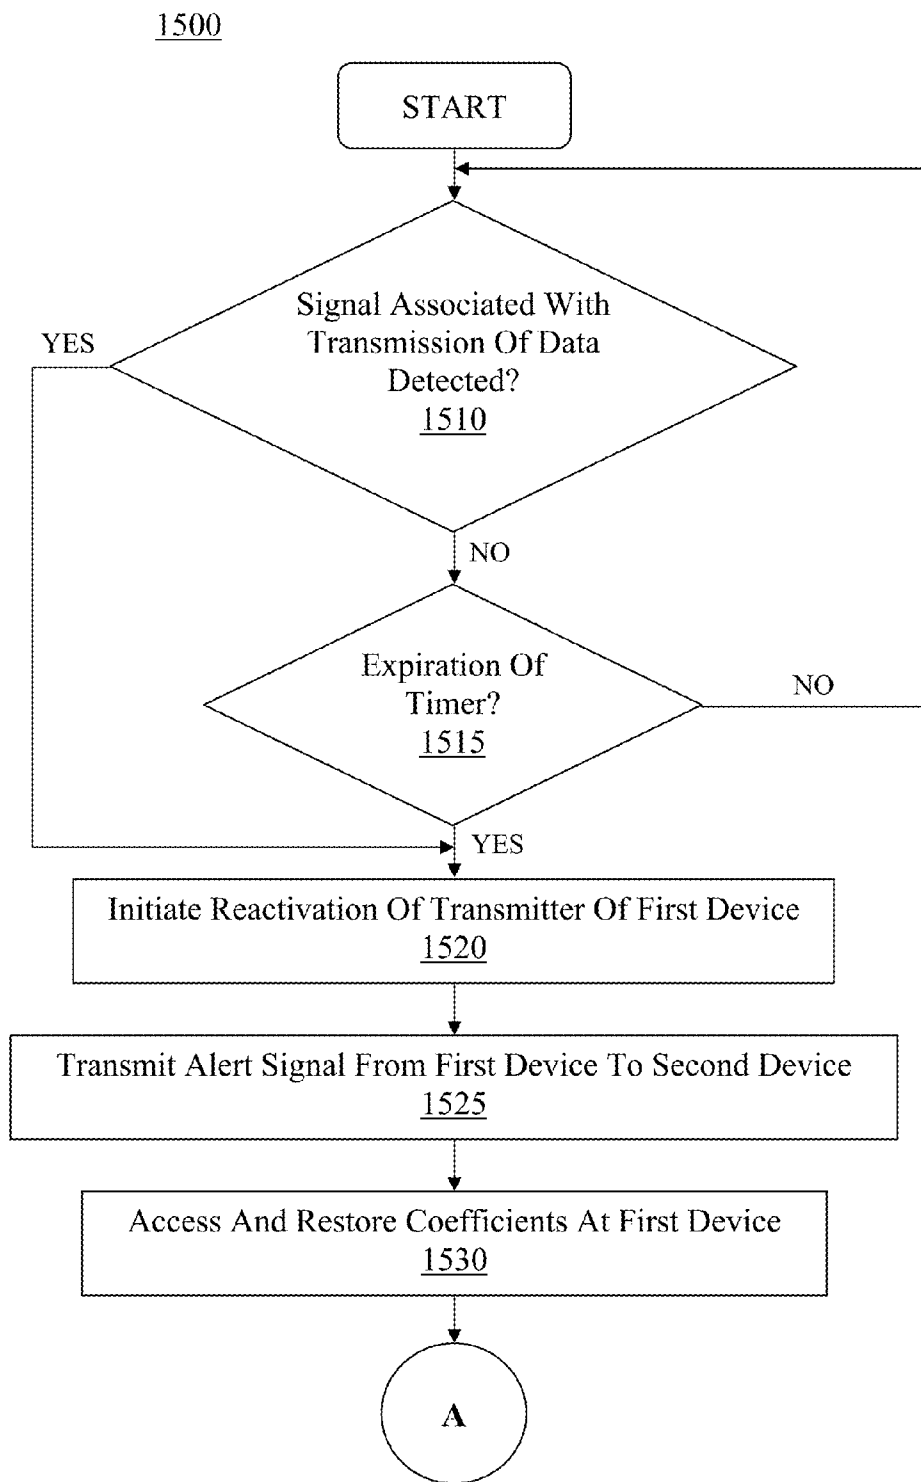 1500
START
Signal Associated With
Transmission Of Data
Detected?
1510
YES
NO
Expiration Of
Timer?
1515
NO
YES
Initiate Reactivation Of Transmitter Of First Device
1520
Transmit Alert Signal From First Device To Second Device
1525
Access And Restore Coefficients At First Device
1530
A